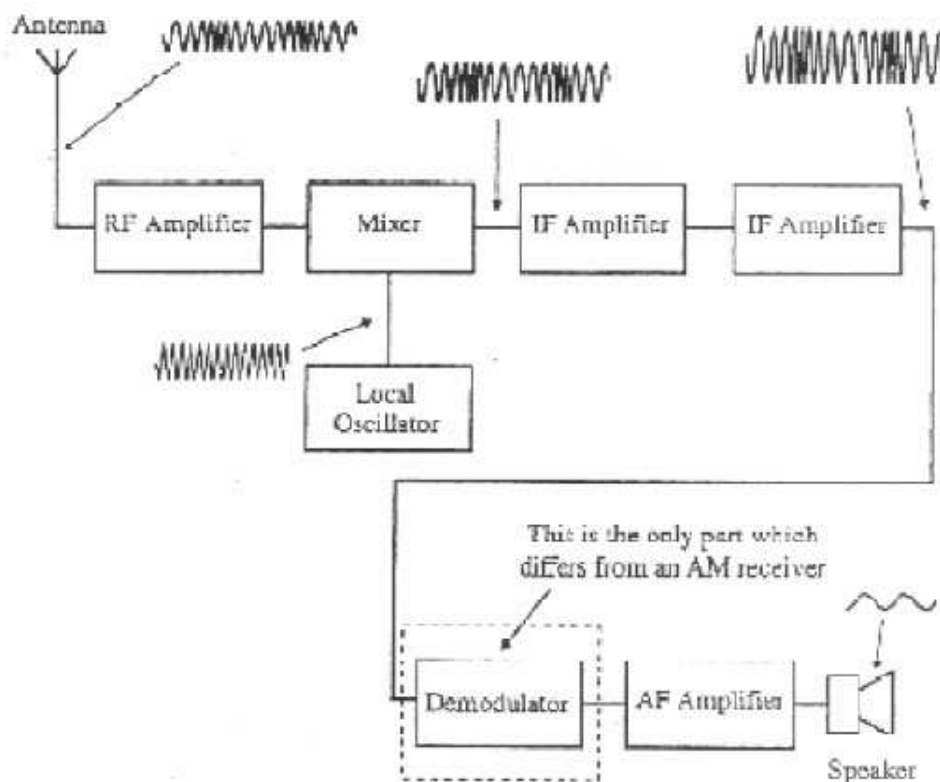 Antenna
RF Amplifier
Mixer
IF Amplifier
IF Amplifier
Local
Oscillator
This is the only part which
differs from an AM receiver
Demodulator
AF Amplifier
Speaker